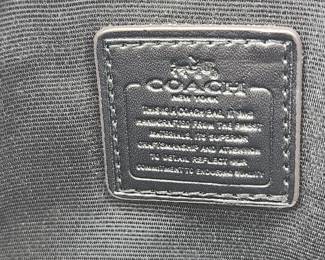 COACH
NEW YORK
THIS IS A COACH BAG. IT WAS
HANDCRAFTED FROM THE FINEST
MATERIALS. THE SUPERIOR
CRAFTSMANSHIP AND ATTENTION
TO DETAIL REFLECT OUR
COMMITMENT TO ENDURING QUALITY.